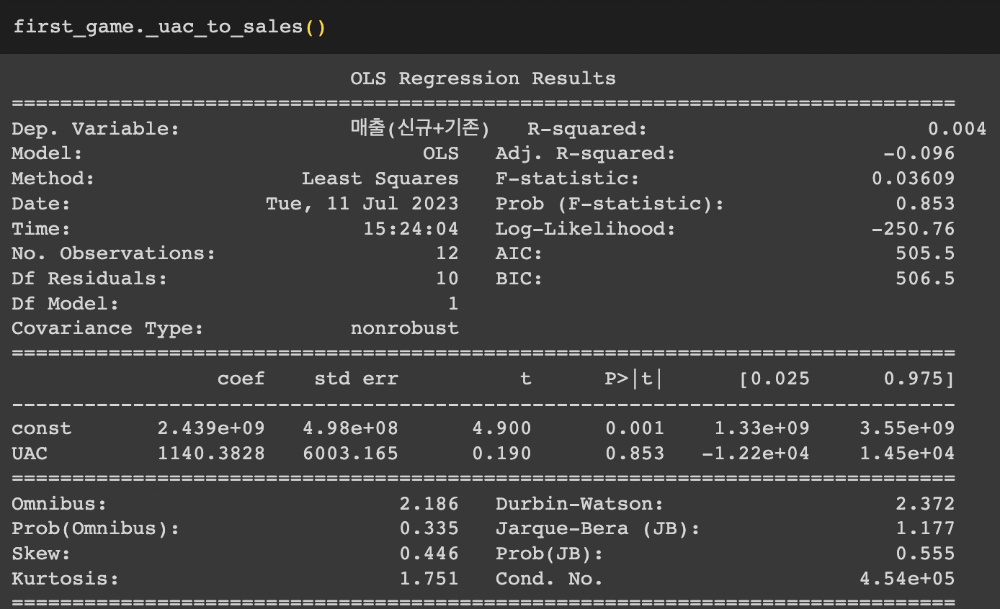 first_game._uac_to_sales()
OLS Regression Results
==============================================================================
Dep. Variable: 매출(신규+기존) R-squared: 0.004
Model: OLS Adj. R-squared: -0.096
Method: Least Squares F-statistic: 0.03609
Date: Tue, 11 Jul 2023 Prob (F-statistic): 0.853
Time: 15:24:04 Log-Likelihood: -250.76
No. Observations: 12 AIC: 505.5
Df Residuals: 10 BIC: 506.5
Df Model: 1
Covariance Type: nonrobust
==============================================================================
coef std err t P>|t| [0.025 0.975]
------------------------------------------------------------------------------
const 2.439e+09 4.98e+08 4.900 0.001 1.33e+09 3.55e+09
UAC 1140.3828 6003.165 0.190 0.853 -1.22e+04 1.45e+04
==============================================================================
Omnibus: 2.186 Durbin-Watson: 2.372
Prob(Omnibus): 0.335 Jarque-Bera (JB): 1.177
Skew: 0.446 Prob(JB): 0.555
Kurtosis: 1.751 Cond. No. 4.54e+05
==============================================================================